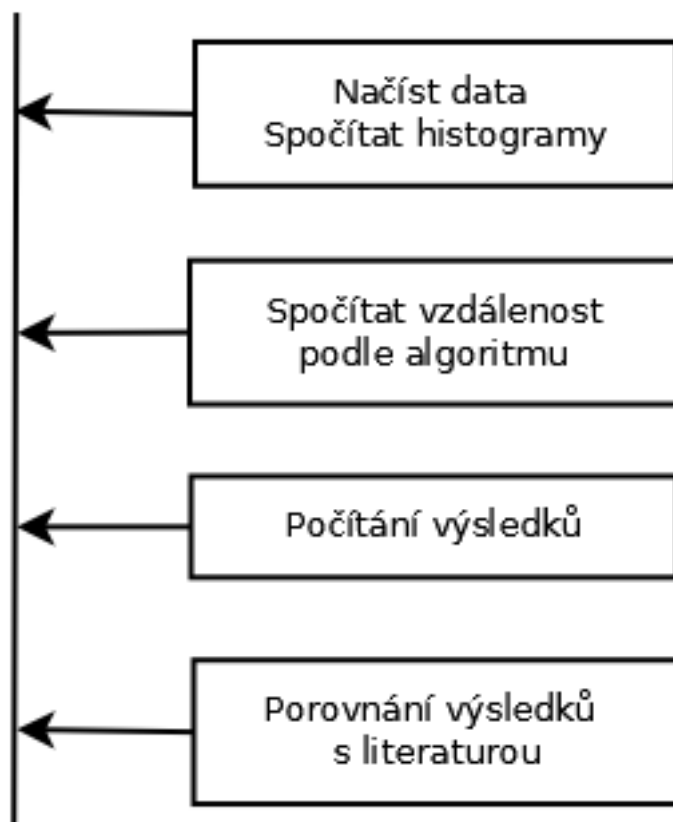 Načíst data
Spočítat histogramy
Spočítat vzdálenost
podle algoritmu
Počítání výsledků
Porovnání výsledků
s literaturou